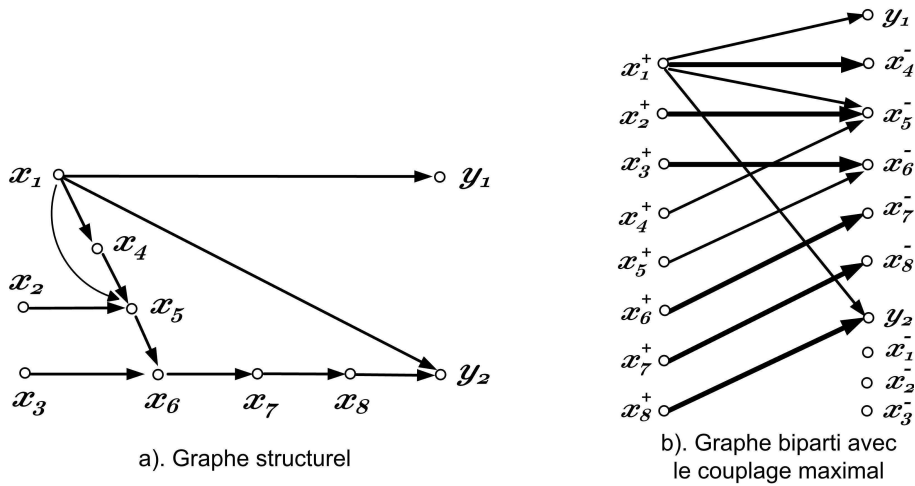 x₁ y₁
x₄
x₂ x₅
y₂
x₃ x₆ x₇ x₈
a). Graphe structurel
y₁
x₁⁺ x₄⁻
x₂⁺ x₅⁻
x₃⁺ x₆⁻
x₄⁺ x₇⁻
x₅⁺ x₈⁻
x₆⁺ y₂
x₇⁺ x₁⁻
x₂⁻
x₈⁺ x₃⁻
b). Graphe biparti avec
le couplage maximal